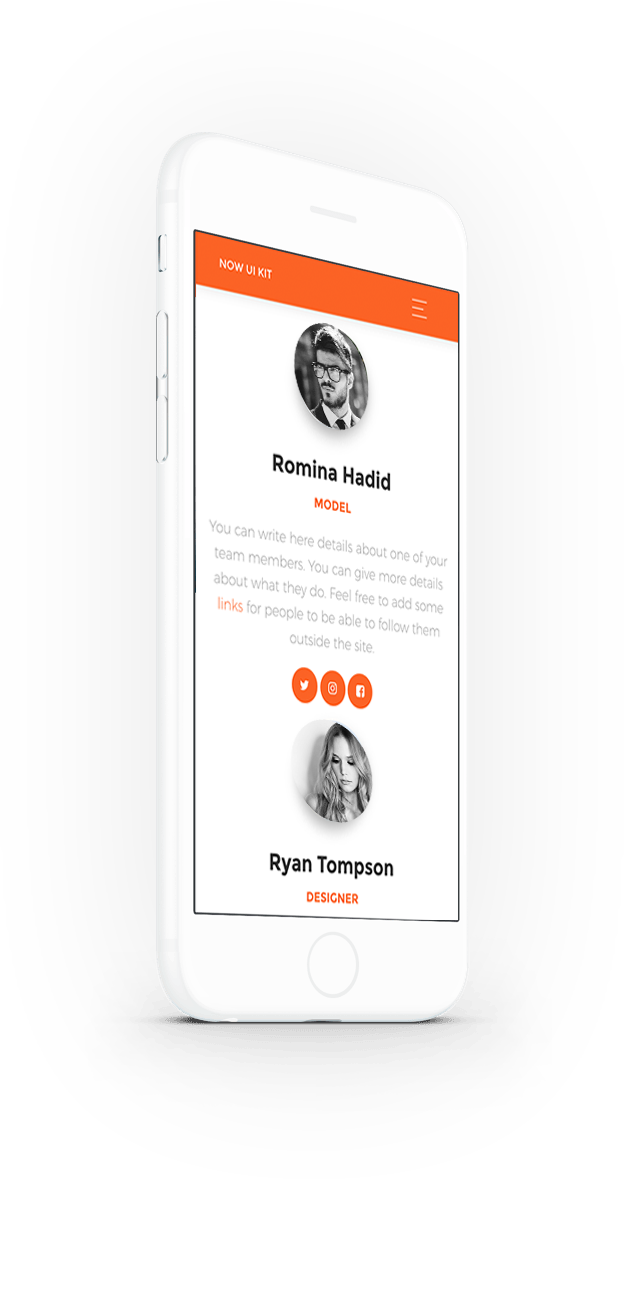 NOW UI KIT
Romina Hadid
MODEL
You can write here details about one of your
team members. You can give more details
about what they do. Feel free to add some
links for people to be able to follow them
outside the site.
Ryan Tompson
DESIGNER